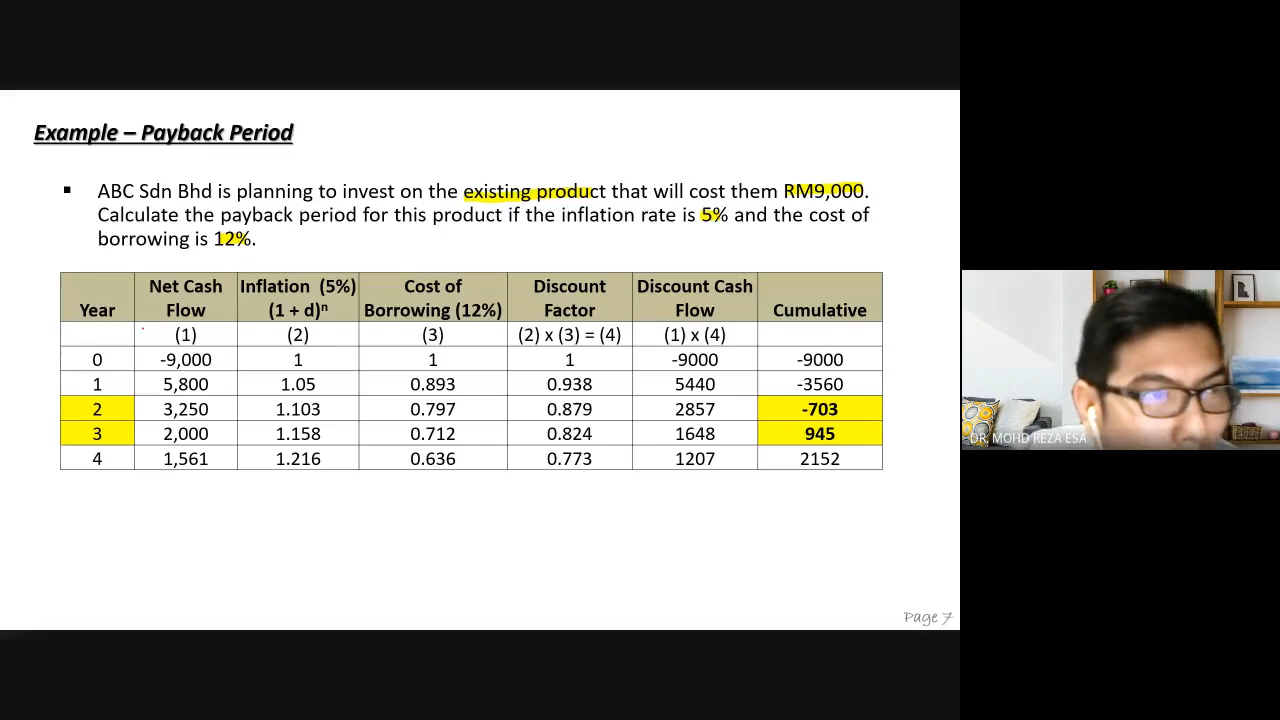 Example – Payback Period
▪ ABC Sdn Bhd is planning to invest on the existing product that will cost them RM9,000.
Calculate the payback period for this product if the inflation rate is 5% and the cost of
borrowing is 12%.
Year Net Cash Flow Inflation (5%) (1 + d)ⁿ Cost of Borrowing (12%) Discount Factor Discount Cash Flow Cumulative
(1) (2) (3) (2) x (3) = (4) (1) x (4)
0 -9,000 1 1 1 -9000 -9000
1 5,800 1.05 0.893 0.938 5440 -3560
2 3,250 1.103 0.797 0.879 2857 -703
3 2,000 1.158 0.712 0.824 1648 945
4 1,561 1.216 0.636 0.773 1207 2152
DR. MOHD REZA ESA
Page 7